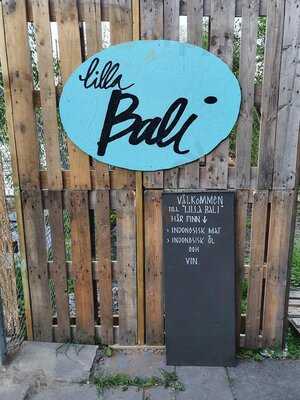 lilla
Bali
VÄLKOMMEN
TILL "LILLA BALI"
HÄR FINN ↓
> INDONESISK MAT
> INDONESISK ÖL
OCH
VIN.